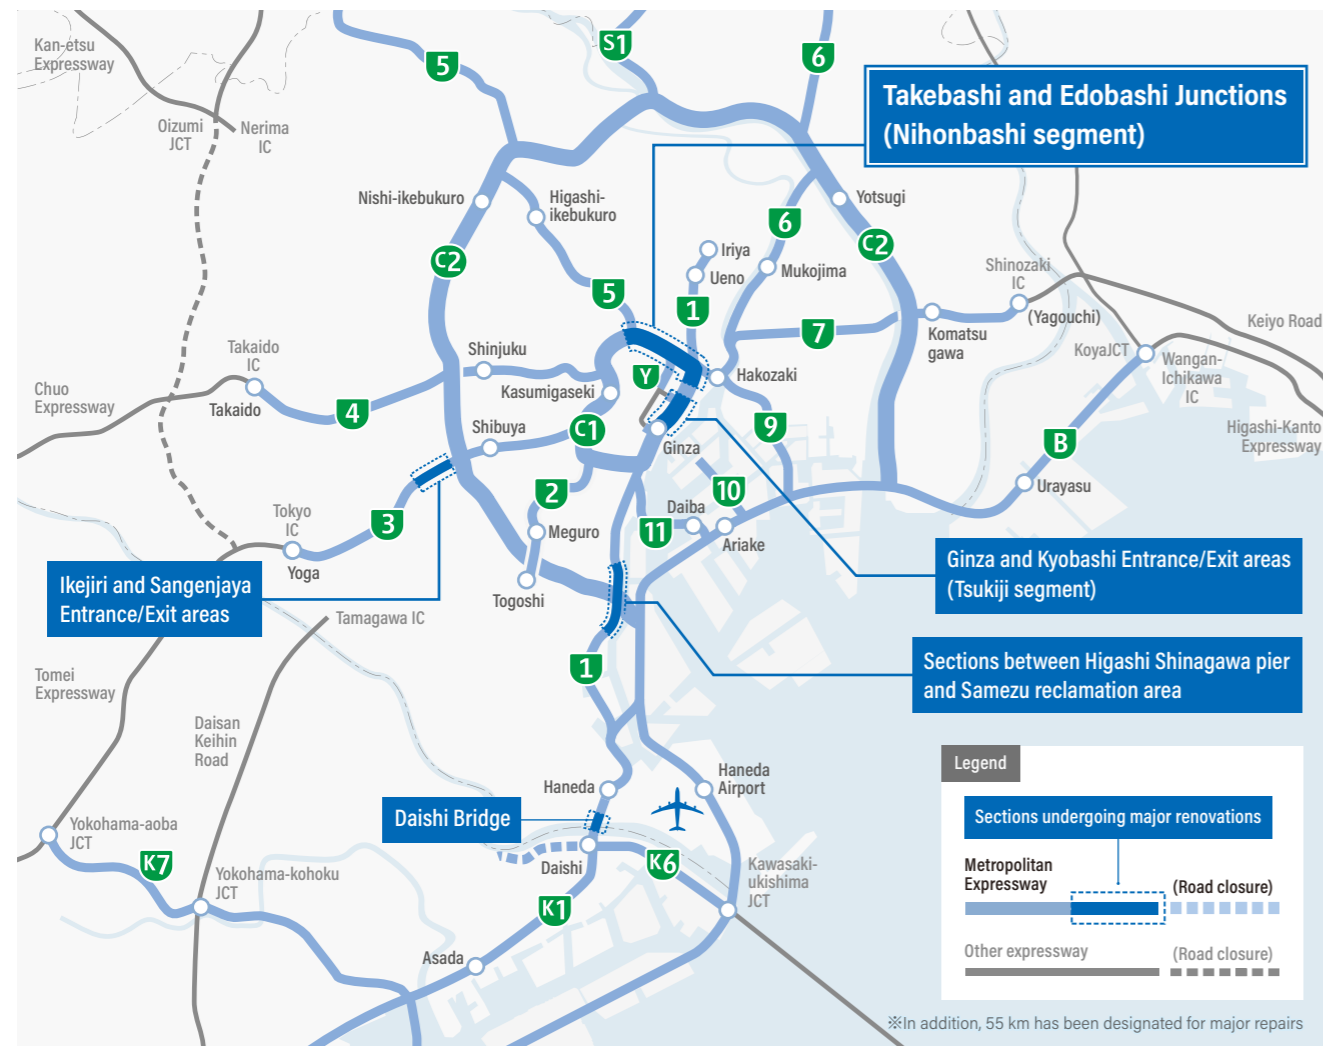 Kan-etsu
Expressway
5
S1
6
Takebashi and Edobashi Junctions
(Nihonbashi segment)
Oizumi
JCT
Nerima
IC
Nishi-ikebukuro
Higashi-
ikebukuro
Yotsugi
6
C2
C2
Iriya
Ueno
Mukojima
Shinozaki
IC
(Yagouchi)
5
1
7
Komatsu
gawa
Keiyo Road
KoyaJCT
Wangan-
Ichikawa
IC
Takaido
IC
Takaido
Chuo
Expressway
Shinjuku
Kasumigaseki
Y
Hakozaki
4
Shibuya
C1
9
Ginza
B
Higashi-Kanto
Expressway
Urayasu
2
10
Daiba
11
Ariake
3
Tokyo
IC
Yoga
Meguro
Togoshi
Ginza and Kyobashi Entrance/Exit areas
(Tsukiji segment)
Ikejiri and Sangenjaya
Entrance/Exit areas
Tamagawa IC
Sections between Higashi Shinagawa pier
and Samezu reclamation area
1
Tomei
Expressway
Daisan
Keihin
Road
Haneda
Haneda
Airport
Daishi Bridge
Daishi
K6
Kawasaki-
ukishima
JCT
Yokohama-aoba
JCT
K7
Yokohama-kohoku
JCT
K1
Asada
Legend
Sections undergoing major renovations
Metropolitan
Expressway
(Road closure)
Other expressway
(Road closure)
※In addition, 55 km has been designated for major repairs